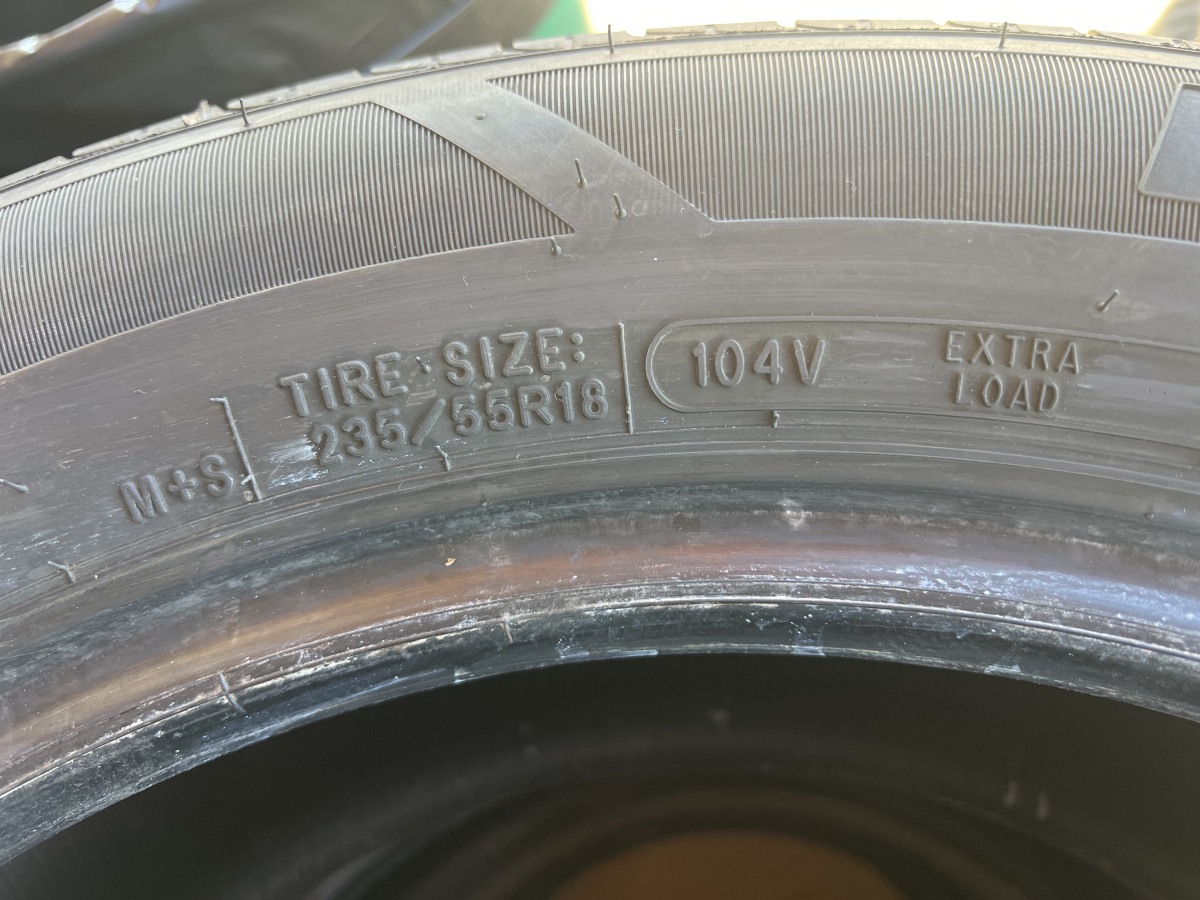 M+S
TIRE SIZE:
235/55R18
104V
EXTRA
LOAD